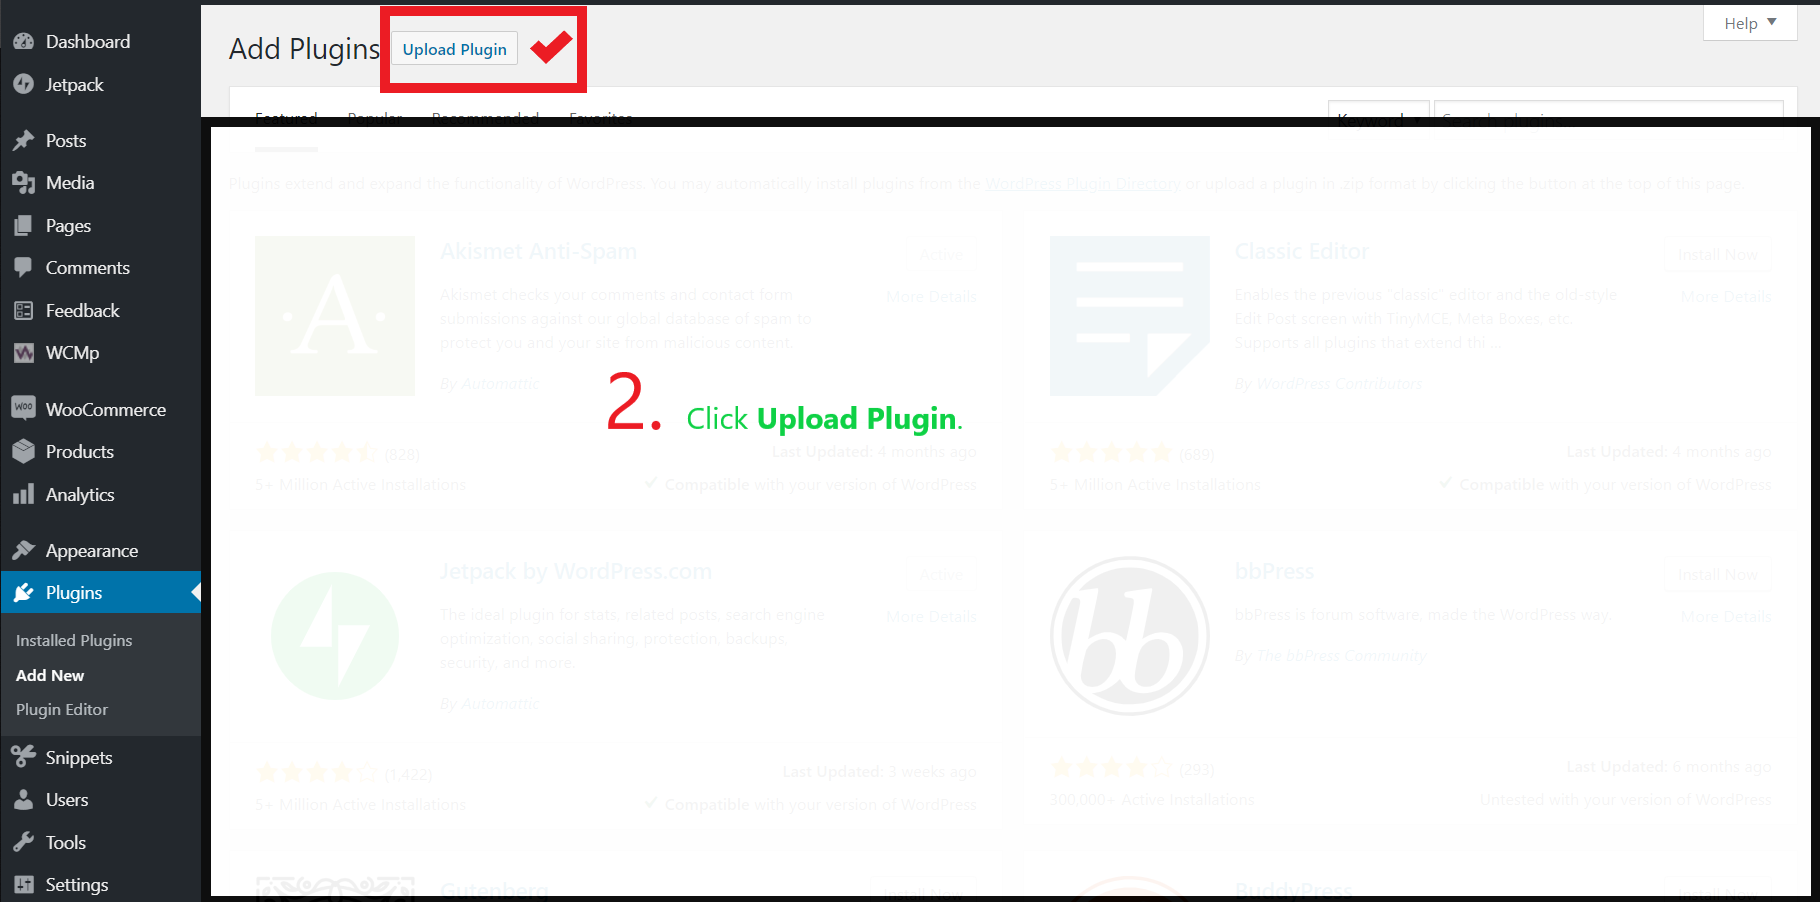 Dashboard
Jetpack
Posts
Media
Pages
Comments
Feedback
WCMp
WooCommerce
Products
Analytics
Appearance
Plugins
Installed Plugins
Add New
Plugin Editor
Snippets
Users
Tools
Settings
Add Plugins Upload Plugin
Help
Featured Popular Recommended Favorites
Keyword Search plugins...
Plugins extend and expand the functionality of WordPress. You may automatically install plugins from the WordPress Plugin Directory or upload a plugin in .zip format by clicking the button at the top of this page.
Akismet Anti-Spam
Active
More Details
Akismet checks your comments and contact form
submissions against our global database of spam to
protect you and your site from malicious content.
By Automattic
(828)
Last Updated: 4 months ago
5+ Million Active Installations
Compatible with your version of WordPress
Classic Editor
Install Now
More Details
Enables the previous "classic" editor and the old-style
Edit Post screen with TinyMCE, Meta Boxes, etc.
Supports all plugins that extend thi...
By WordPress Contributors
(689)
Last Updated: 4 months ago
5+ Million Active Installations
Compatible with your version of WordPress
2. Click Upload Plugin.
Jetpack by WordPress.com
Active
More Details
The ideal plugin for stats, related posts, search engine
optimization, social sharing, protection, backups,
security, and more.
By Automattic
(1,422)
Last Updated: 3 weeks ago
5+ Million Active Installations
Compatible with your version of WordPress
bbPress
Install Now
More Details
bbPress is forum software, made the WordPress way.
By The bbPress Community
(293)
Last Updated: 6 months ago
300,000+ Active Installations
Untested with your version of WordPress
Gutenberg
Install Now
BuddyPress
Install Now